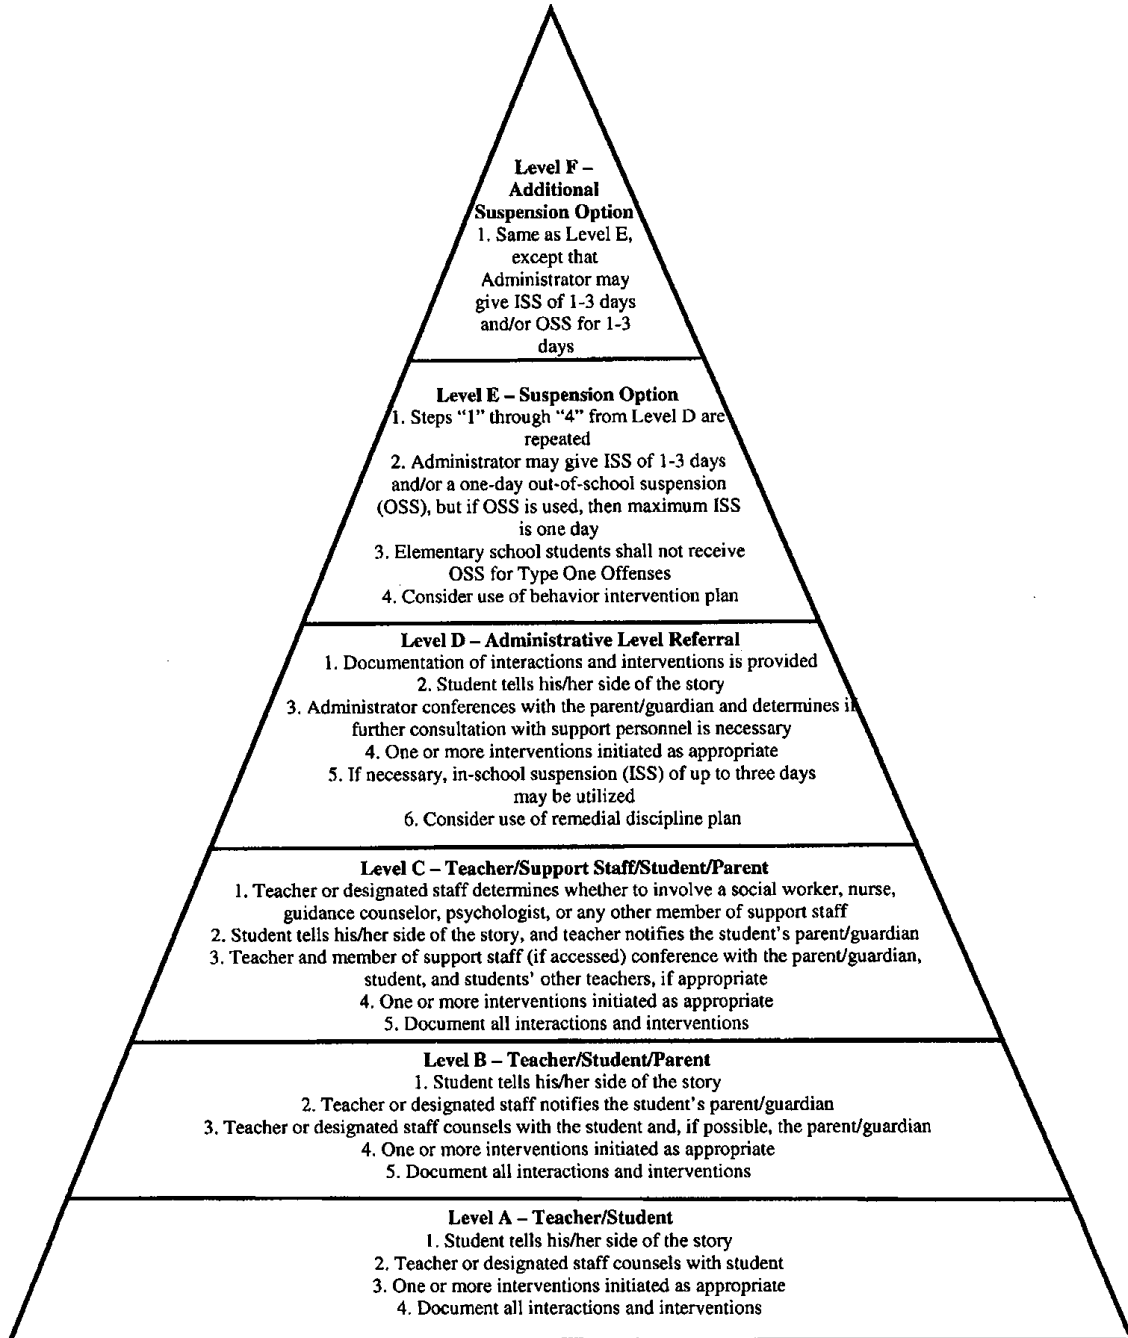 Level F –
Additional
Suspension Option
1. Same as Level E,
except that
Administrator may
give ISS of 1-3 days
and/or OSS for 1-3
days
Level E – Suspension Option
1. Steps "1" through "4" from Level D are
repeated
2. Administrator may give ISS of 1-3 days
and/or a one-day out-of-school suspension
(OSS), but if OSS is used, then maximum ISS
is one day
3. Elementary school students shall not receive
OSS for Type One Offenses
4. Consider use of behavior intervention plan
Level D – Administrative Level Referral
1. Documentation of interactions and interventions is provided
2. Student tells his/her side of the story
3. Administrator conferences with the parent/guardian and determines if
further consultation with support personnel is necessary
4. One or more interventions initiated as appropriate
5. If necessary, in-school suspension (ISS) of up to three days
may be utilized
6. Consider use of remedial discipline plan
Level C – Teacher/Support Staff/Student/Parent
1. Teacher or designated staff determines whether to involve a social worker, nurse,
guidance counselor, psychologist, or any other member of support staff
2. Student tells his/her side of the story, and teacher notifies the student's parent/guardian
3. Teacher and member of support staff (if accessed) conference with the parent/guardian,
student, and students' other teachers, if appropriate
4. One or more interventions initiated as appropriate
5. Document all interactions and interventions
Level B – Teacher/Student/Parent
1. Student tells his/her side of the story
2. Teacher or designated staff notifies the student's parent/guardian
3. Teacher or designated staff counsels with the student and, if possible, the parent/guardian
4. One or more interventions initiated as appropriate
5. Document all interactions and interventions
Level A – Teacher/Student
1. Student tells his/her side of the story
2. Teacher or designated staff counsels with student
3. One or more interventions initiated as appropriate
4. Document all interactions and interventions